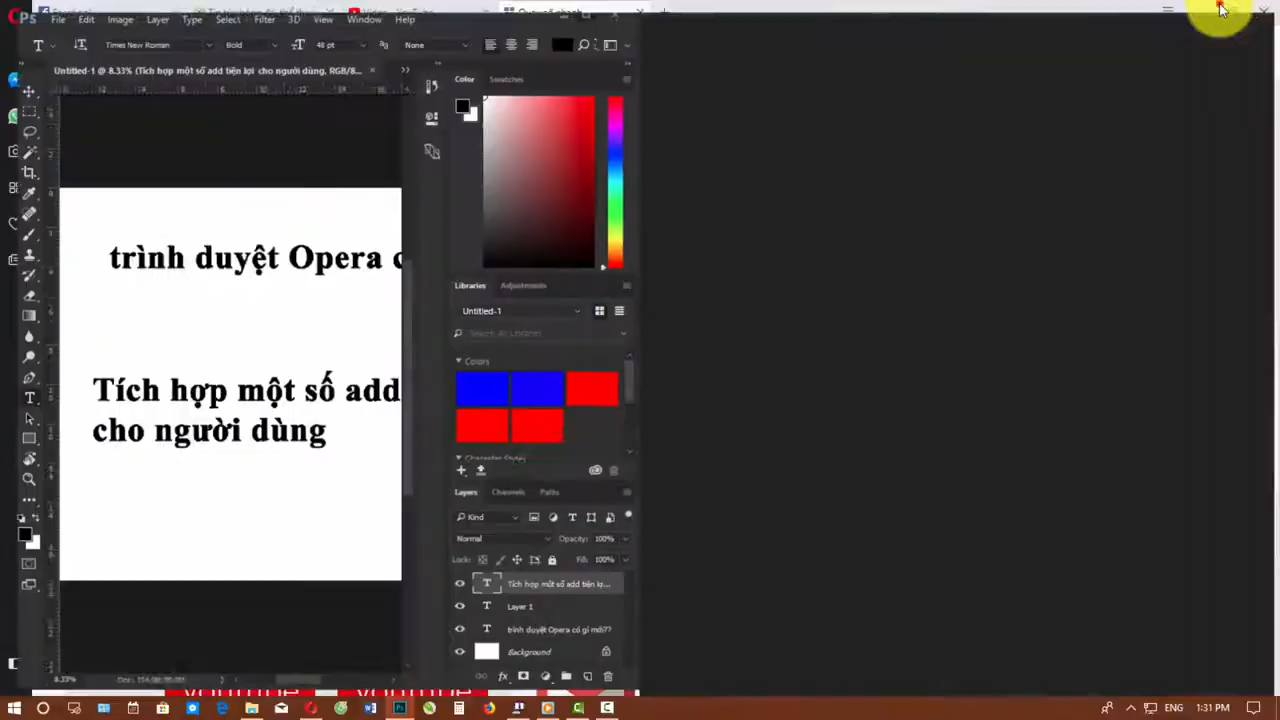 File Edit Image Layer Type Select Filter 3D View Window Help
T Times New Roman Bold 48 pt None
Untitled-1 @ 8.33% (Tích hợp một số add tiện lợi cho người dùng, RGB/8...
Color Swatches
trình duyệt Opera c
Libraries Adjustments
Untitled-1
Colors
Tích hợp một số add
cho người dùng
Character Styles
Layers Channels Paths
Kind
Normal Opacity: 100%
Lock: Fill: 100%
Tích hợp một số add tiện lợi...
Layer 1
trình duyệt Opera có gì mới??
Background
8.33%
ENG 1:31 PM